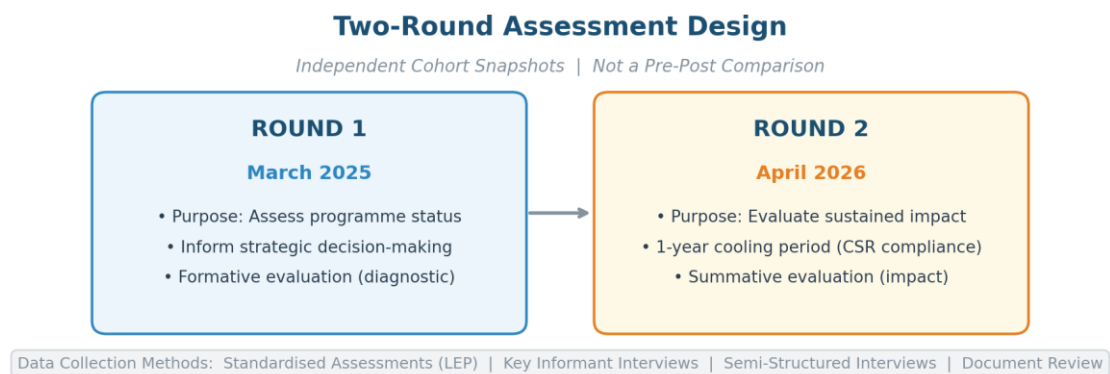 Two-Round Assessment Design
Independent Cohort Snapshots | Not a Pre-Post Comparison
ROUND 1
March 2025
• Purpose: Assess programme status
• Inform strategic decision-making
• Formative evaluation (diagnostic)
ROUND 2
April 2026
• Purpose: Evaluate sustained impact
• 1-year cooling period (CSR compliance)
• Summative evaluation (impact)
Data Collection Methods: Standardised Assessments (LEP) | Key Informant Interviews | Semi-Structured Interviews | Document Review